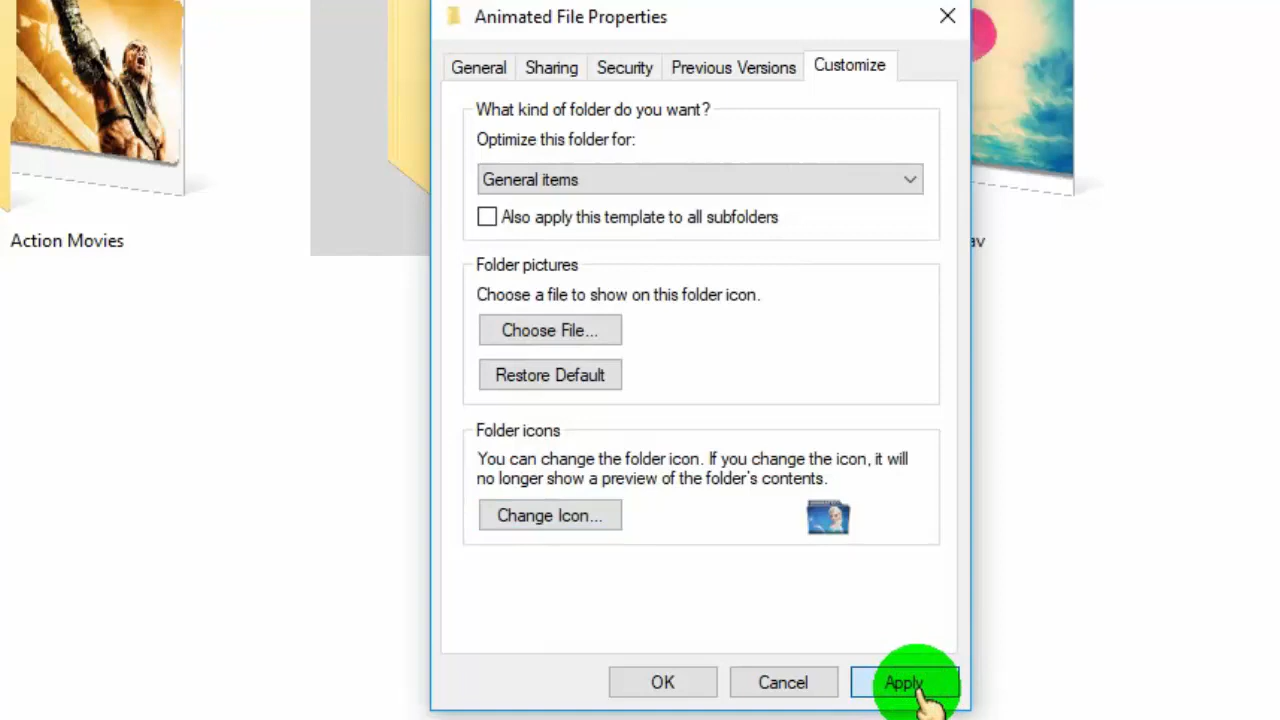 Animated File Properties
General
Sharing
Security
Previous Versions
Customize
What kind of folder do you want?
Optimize this folder for:
General items
Also apply this template to all subfolders
Action Movies
av
Folder pictures
Choose a file to show on this folder icon.
Choose File...
Restore Default
Folder icons
You can change the folder icon. If you change the icon, it will
no longer show a preview of the folder's contents.
Change Icon...
OK
Cancel
Apply